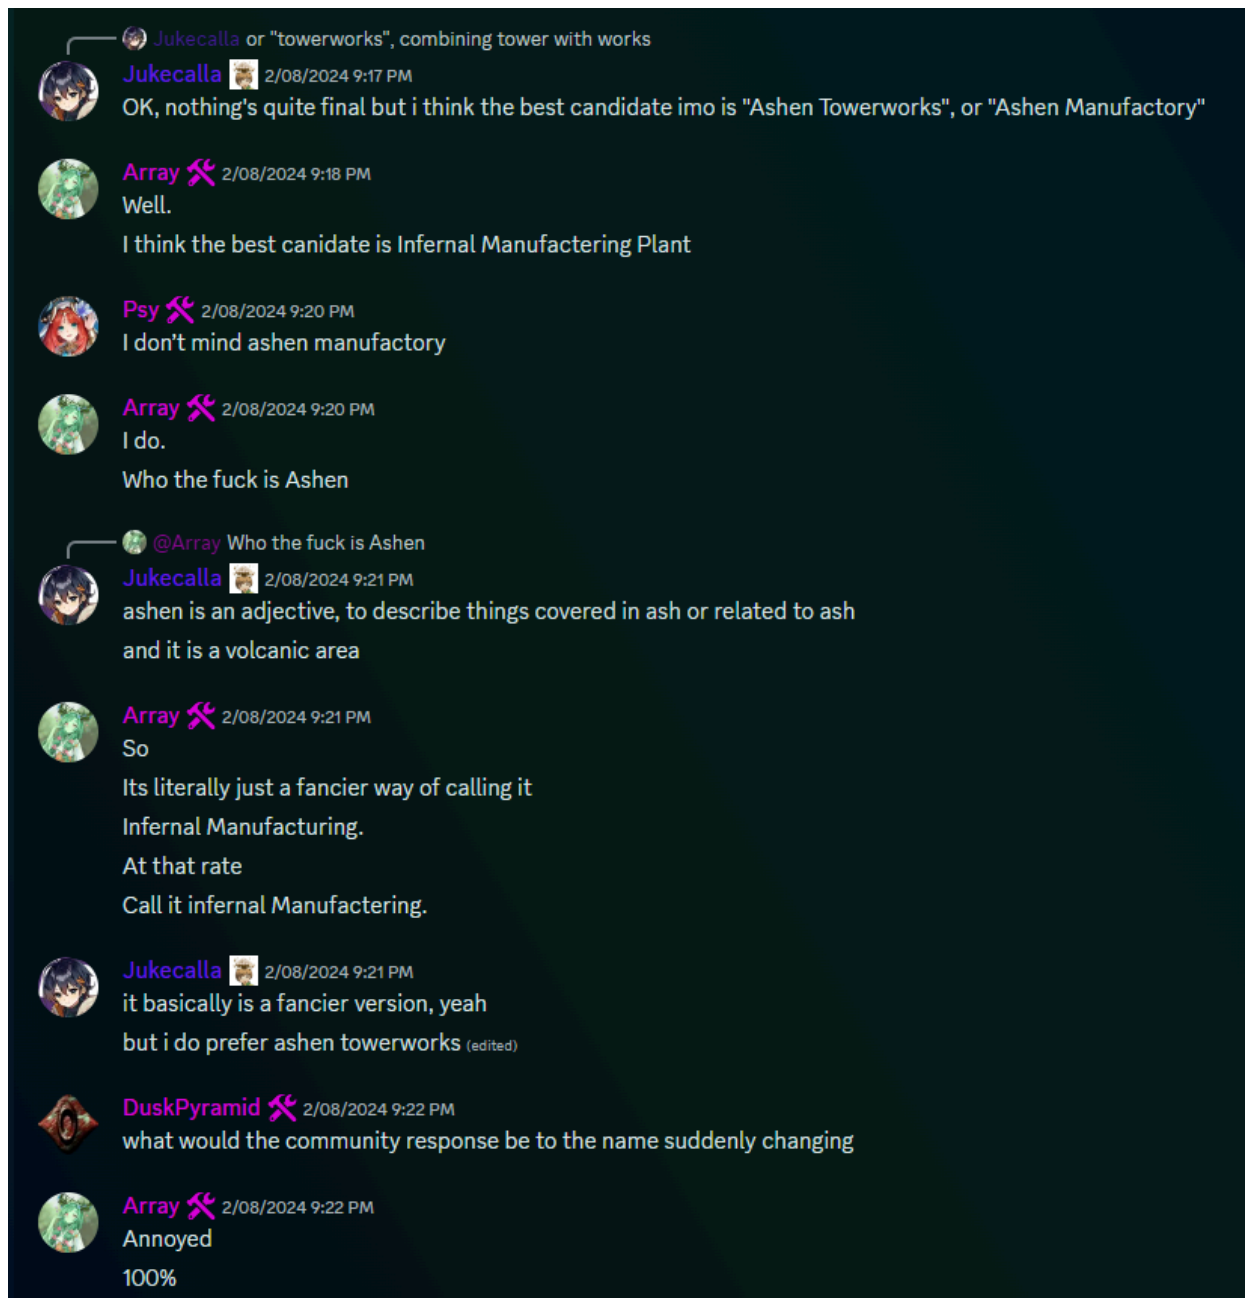 Jukecalla or "towerworks", combining tower with works
Jukecalla 2/08/2024 9:17 PM
OK, nothing's quite final but i think the best candidate imo is "Ashen Towerworks", or "Ashen Manufactory"
Array 2/08/2024 9:18 PM
Well.
I think the best canidate is Infernal Manufactering Plant
Psy 2/08/2024 9:20 PM
I don't mind ashen manufactory
Array 2/08/2024 9:20 PM
I do.
Who the fuck is Ashen
@Array Who the fuck is Ashen
Jukecalla 2/08/2024 9:21 PM
ashen is an adjective, to describe things covered in ash or related to ash
and it is a volcanic area
Array 2/08/2024 9:21 PM
So
Its literally just a fancier way of calling it
Infernal Manufacturing.
At that rate
Call it infernal Manufactering.
Jukecalla 2/08/2024 9:21 PM
it basically is a fancier version, yeah
but i do prefer ashen towerworks (edited)
DuskPyramid 2/08/2024 9:22 PM
what would the community response be to the name suddenly changing
Array 2/08/2024 9:22 PM
Annoyed
100%